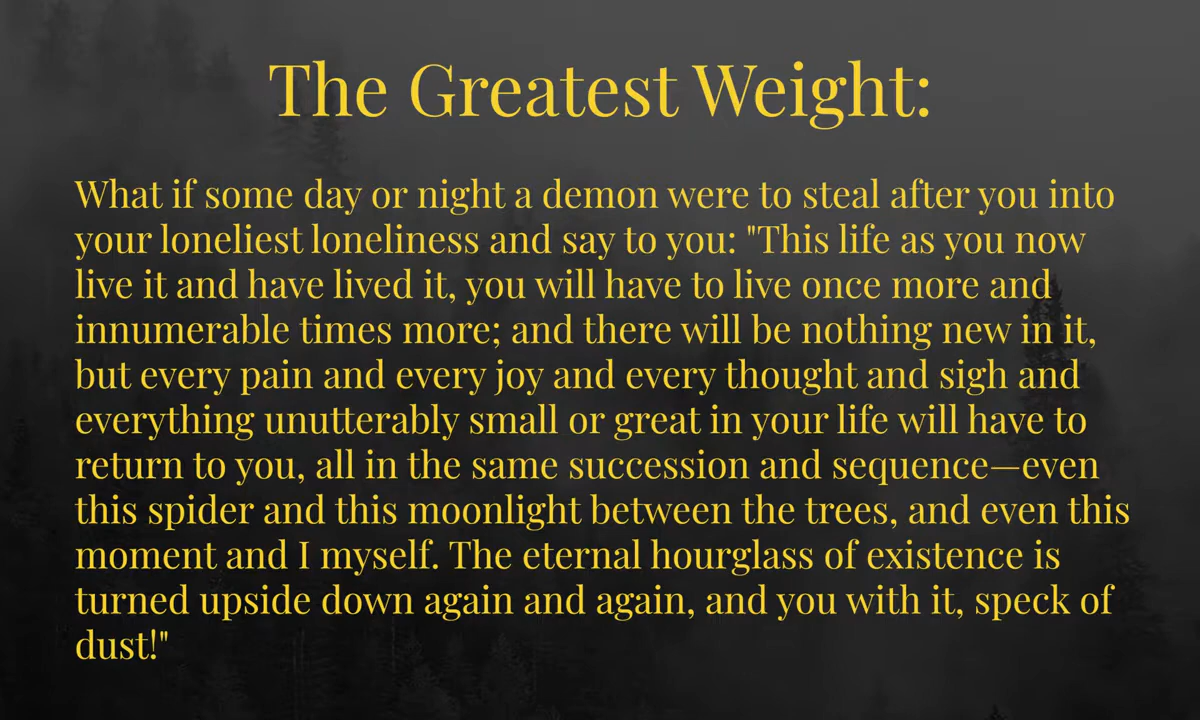 The Greatest Weight:
What if some day or night a demon were to steal after you into
your loneliest loneliness and say to you: "This life as you now
live it and have lived it, you will have to live once more and
innumerable times more; and there will be nothing new in it,
but every pain and every joy and every thought and sigh and
everything unutterably small or great in your life will have to
return to you, all in the same succession and sequence—even
this spider and this moonlight between the trees, and even this
moment and I myself. The eternal hourglass of existence is
turned upside down again and again, and you with it, speck of
dust!"